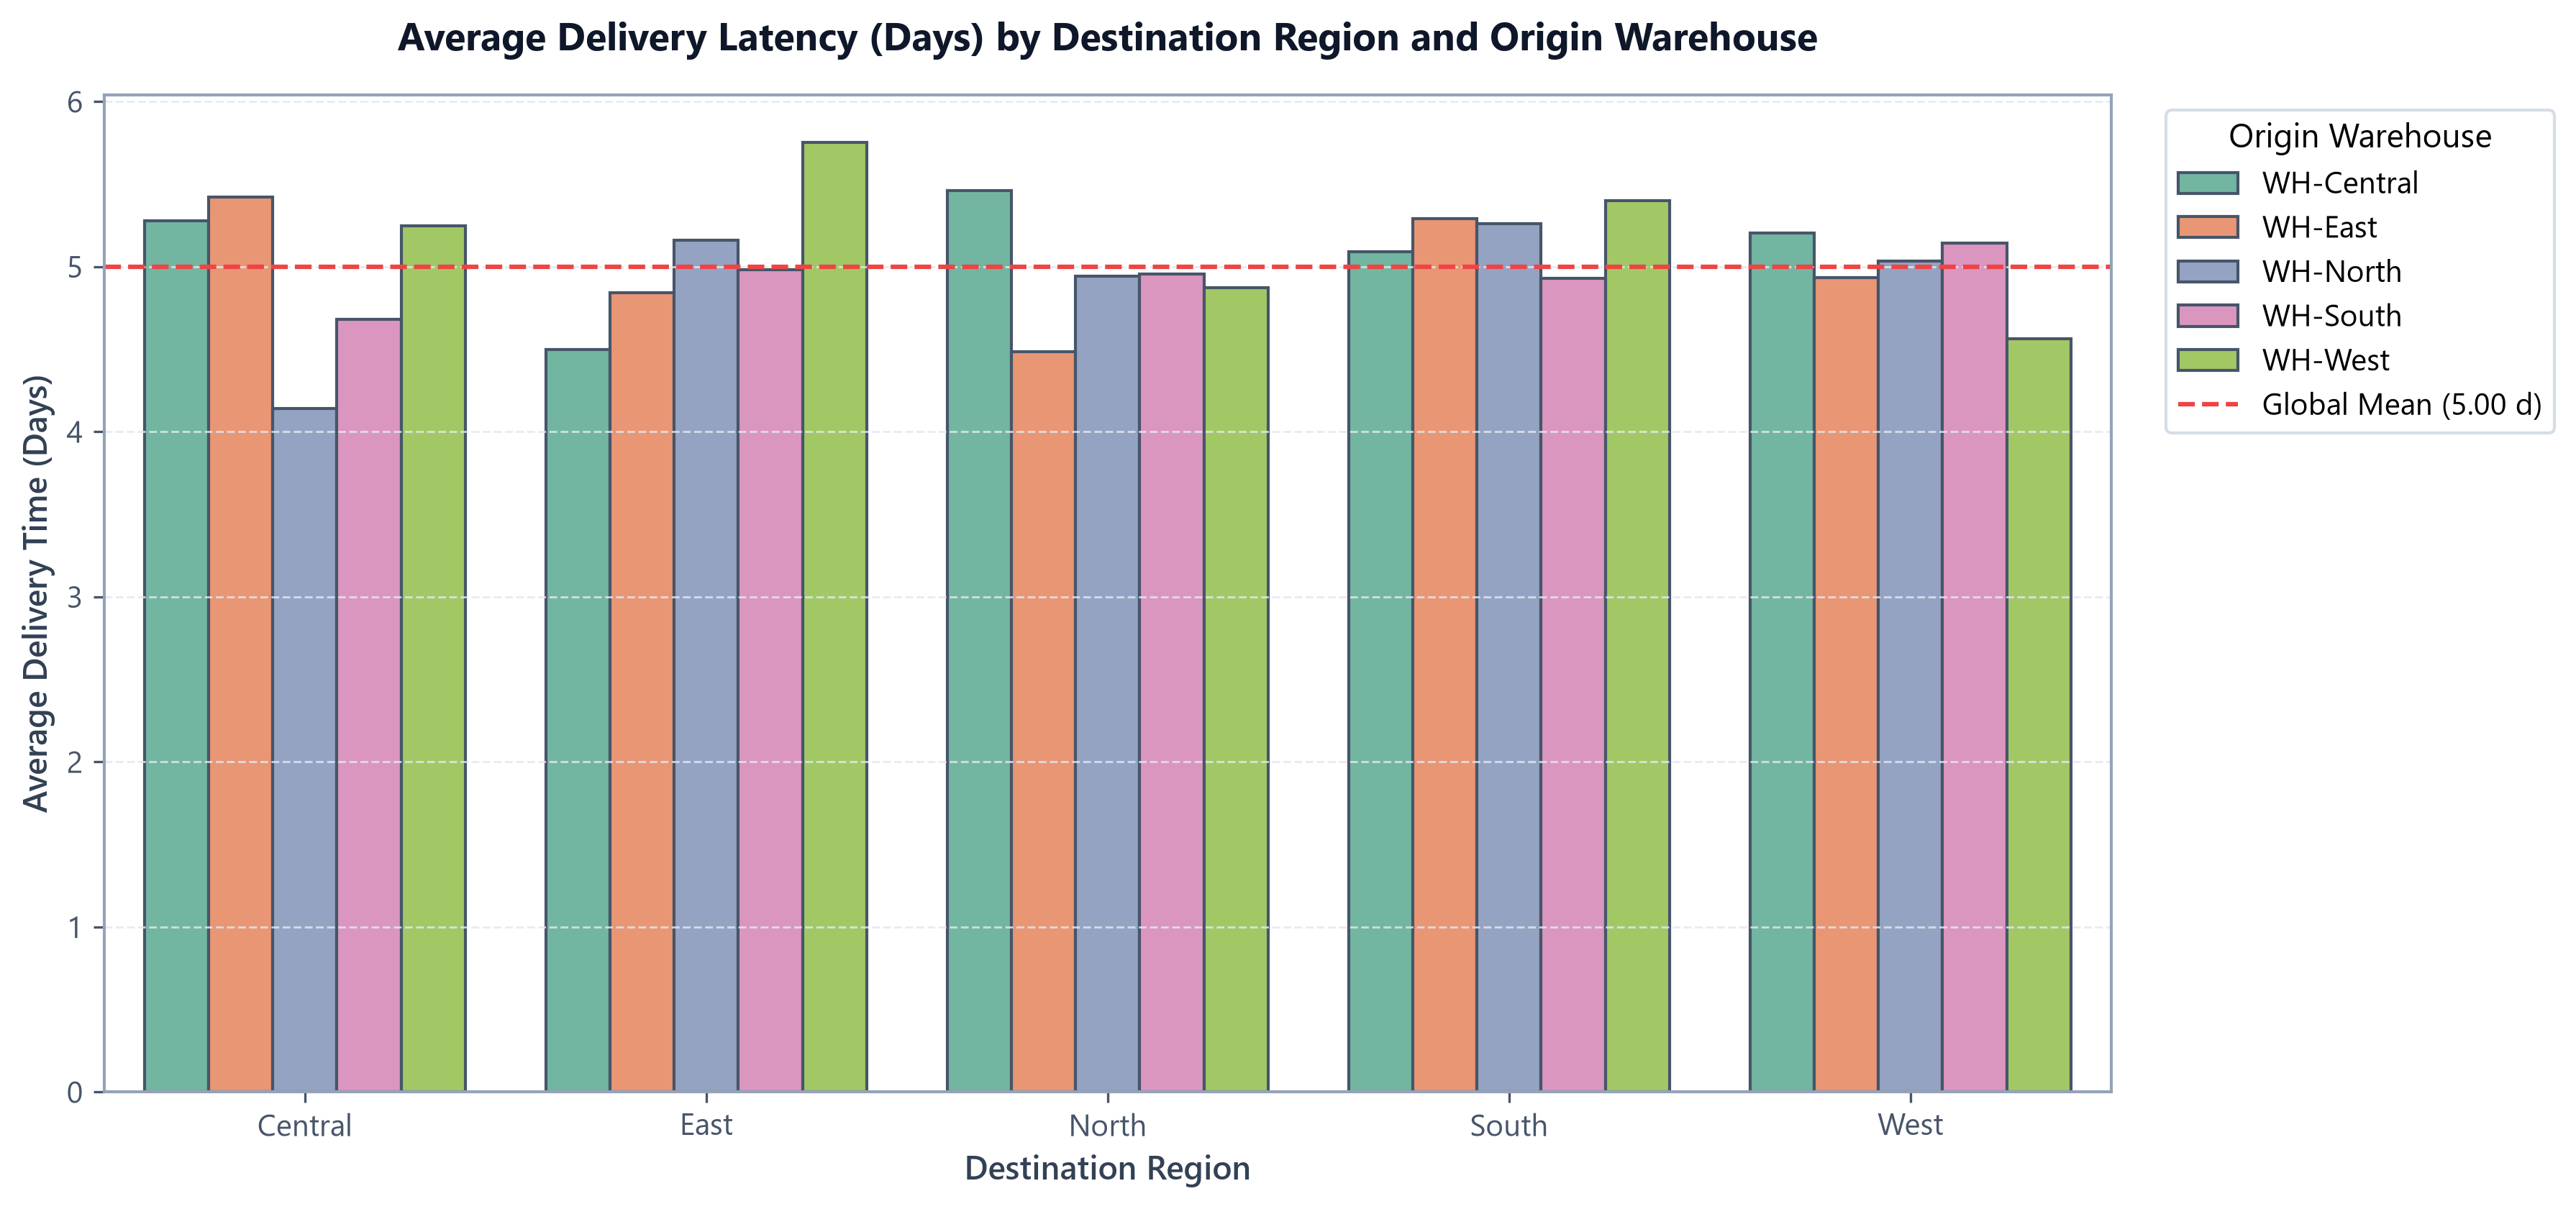 Average Delivery Latency (Days) by Destination Region and Origin Warehouse
6
5
4
3
2
1
0
Average Delivery Time (Days)
Central
East
North
South
West
Destination Region
Origin Warehouse
WH-Central
WH-East
WH-North
WH-South
WH-West
Global Mean (5.00 d)